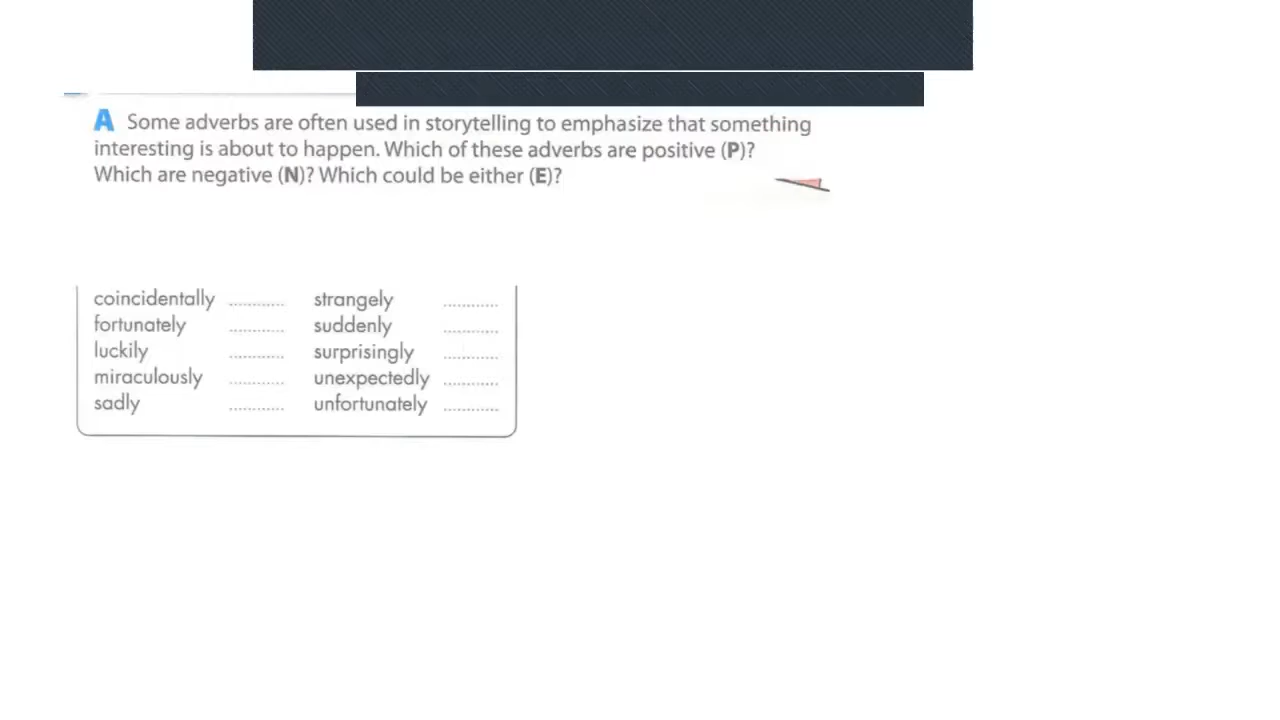 A Some adverbs are often used in storytelling to emphasize that something
interesting is about to happen. Which of these adverbs are positive (P)?
Which are negative (N)? Which could be either (E)?
coincidentally ............ strangely ............
fortunately ............ suddenly ............
luckily ............ surprisingly ............
miraculously ............ unexpectedly ............
sadly ............ unfortunately ............